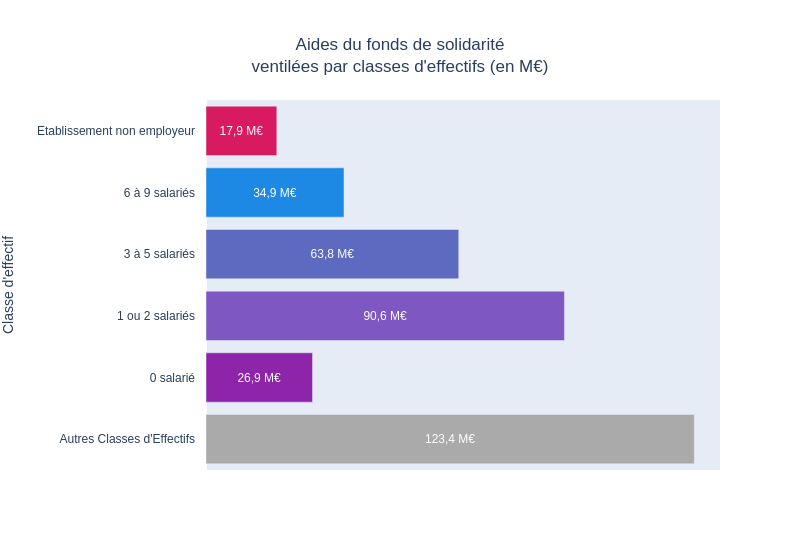 Aides du fonds de solidarité
ventilées par classes d'effectifs (en M€)
Classe d'effectif
Etablissement non employeur
17,9 M€
6 à 9 salariés
34,9 M€
3 à 5 salariés
63,8 M€
1 ou 2 salariés
90,6 M€
0 salarié
26,9 M€
Autres Classes d'Effectifs
123,4 M€